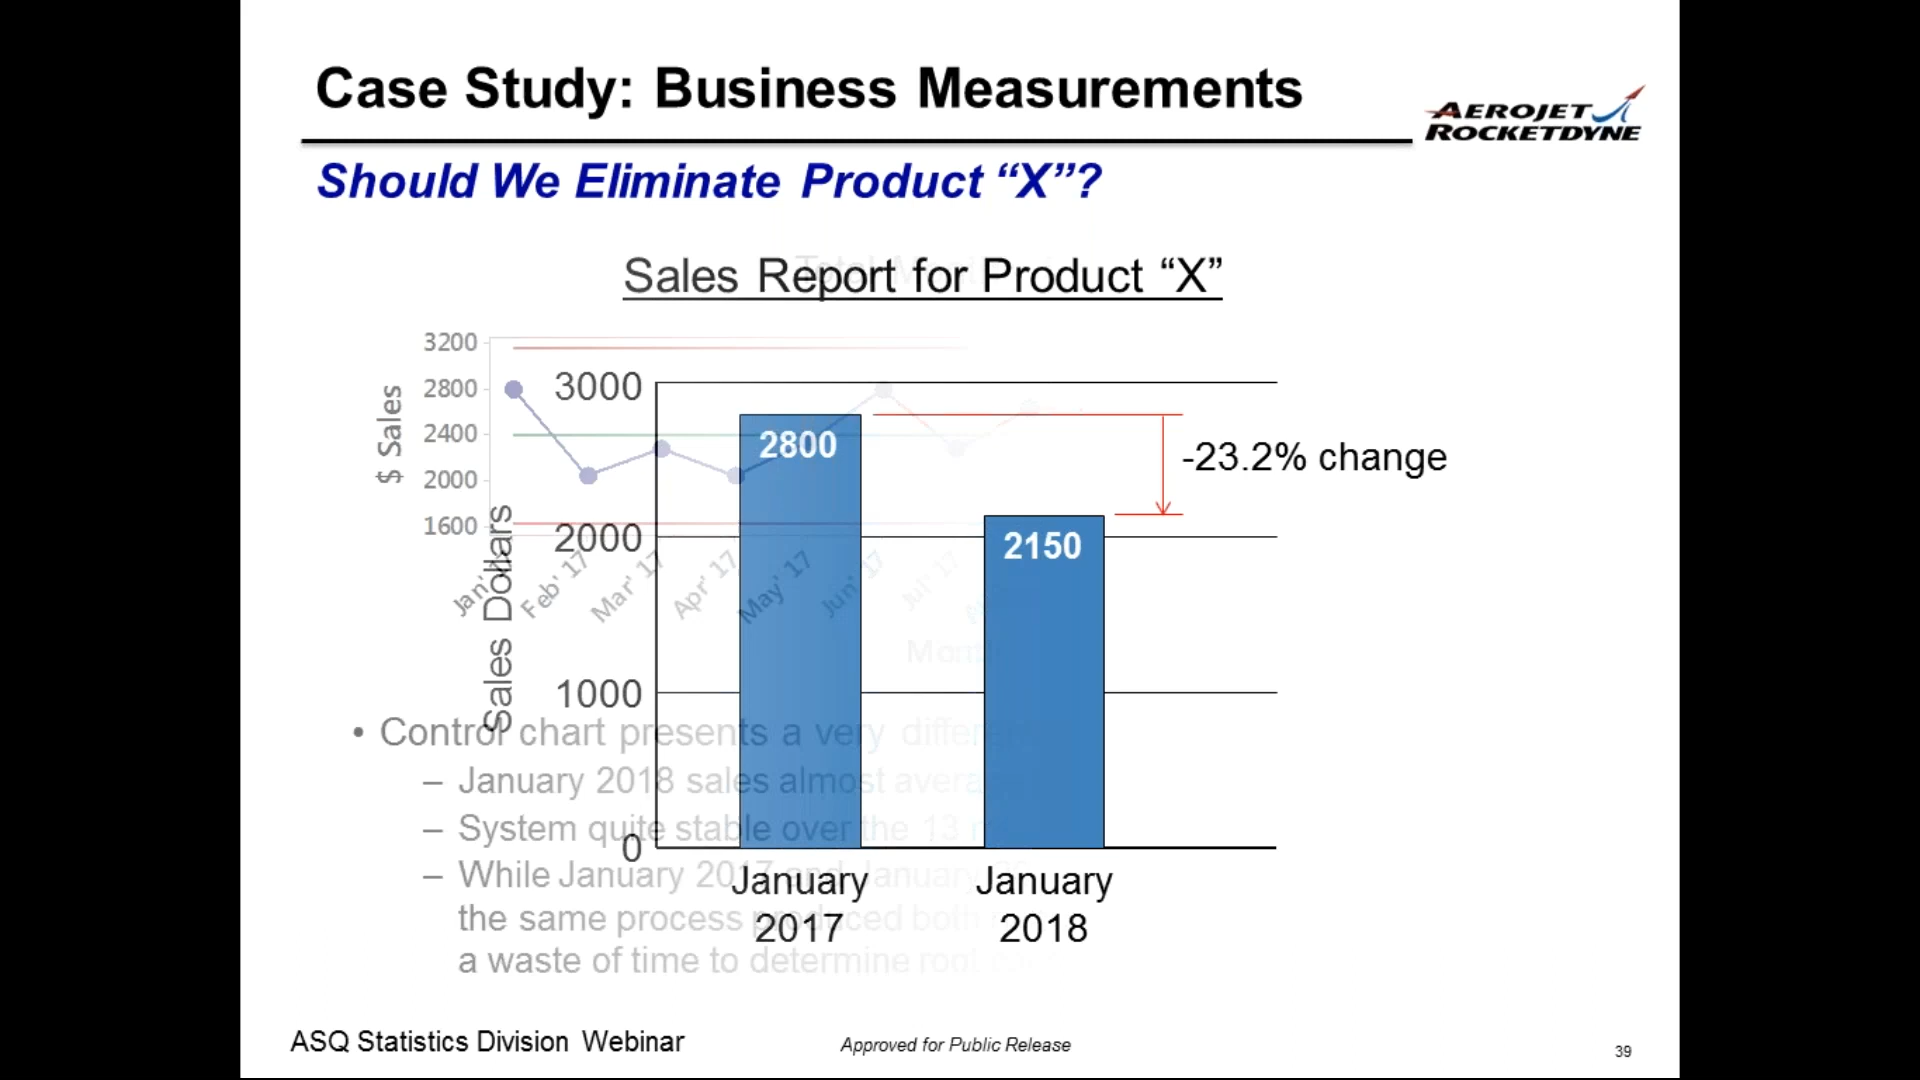 Case Study: Business Measurements
AEROJET
ROCKETDYNE
Should We Eliminate Product “X”?
Sales Report for Product “X”
3200
2800
2400
2000
1600
$ Sales
Jan' 17
Feb' 17
Mar' 17
Apr' 17
May' 17
Jun' 17
Jul' 17
3000
2000
1000
0
Sales Dollars
2800
2150
-23.2% change
January
2017
January
2018
• Control chart presents a very
– January 2018 sales almost
– System quite stable over the 13
– While January 2017 and January
the same process produced both
a waste of time to determine root
ASQ Statistics Division Webinar
Approved for Public Release
39